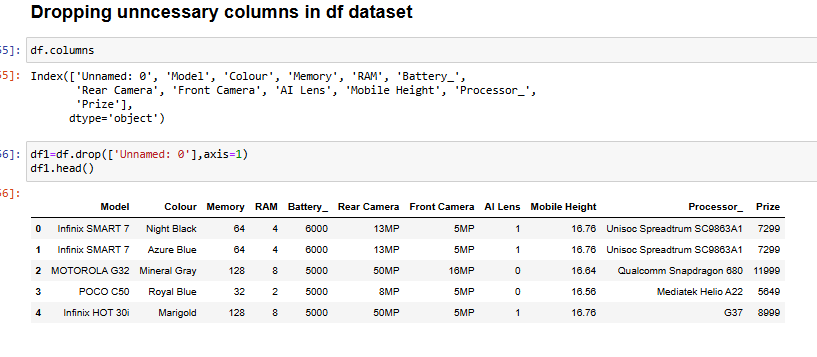 Dropping unncessary columns in df dataset
5]: df.columns
5]: Index(['Unnamed: 0', 'Model', 'Colour', 'Memory', 'RAM', 'Battery_',
'Rear Camera', 'Front Camera', 'AI Lens', 'Mobile Height', 'Processor_',
'Prize'],
dtype='object')
6]: df1=df.drop(['Unnamed: 0'],axis=1)
df1.head()
6]:
Model Colour Memory RAM Battery_ Rear Camera Front Camera AI Lens Mobile Height Processor_ Prize
0 Infinix SMART 7 Night Black 64 4 6000 13MP 5MP 1 16.76 Unisoc Spreadtrum SC9863A1 7299
1 Infinix SMART 7 Azure Blue 64 4 6000 13MP 5MP 1 16.76 Unisoc Spreadtrum SC9863A1 7299
2 MOTOROLA G32 Mineral Gray 128 8 5000 50MP 16MP 0 16.64 Qualcomm Snapdragon 680 11999
3 POCO C50 Royal Blue 32 2 5000 8MP 5MP 0 16.56 Mediatek Helio A22 5649
4 Infinix HOT 30i Marigold 128 8 5000 50MP 5MP 1 16.76 G37 8999